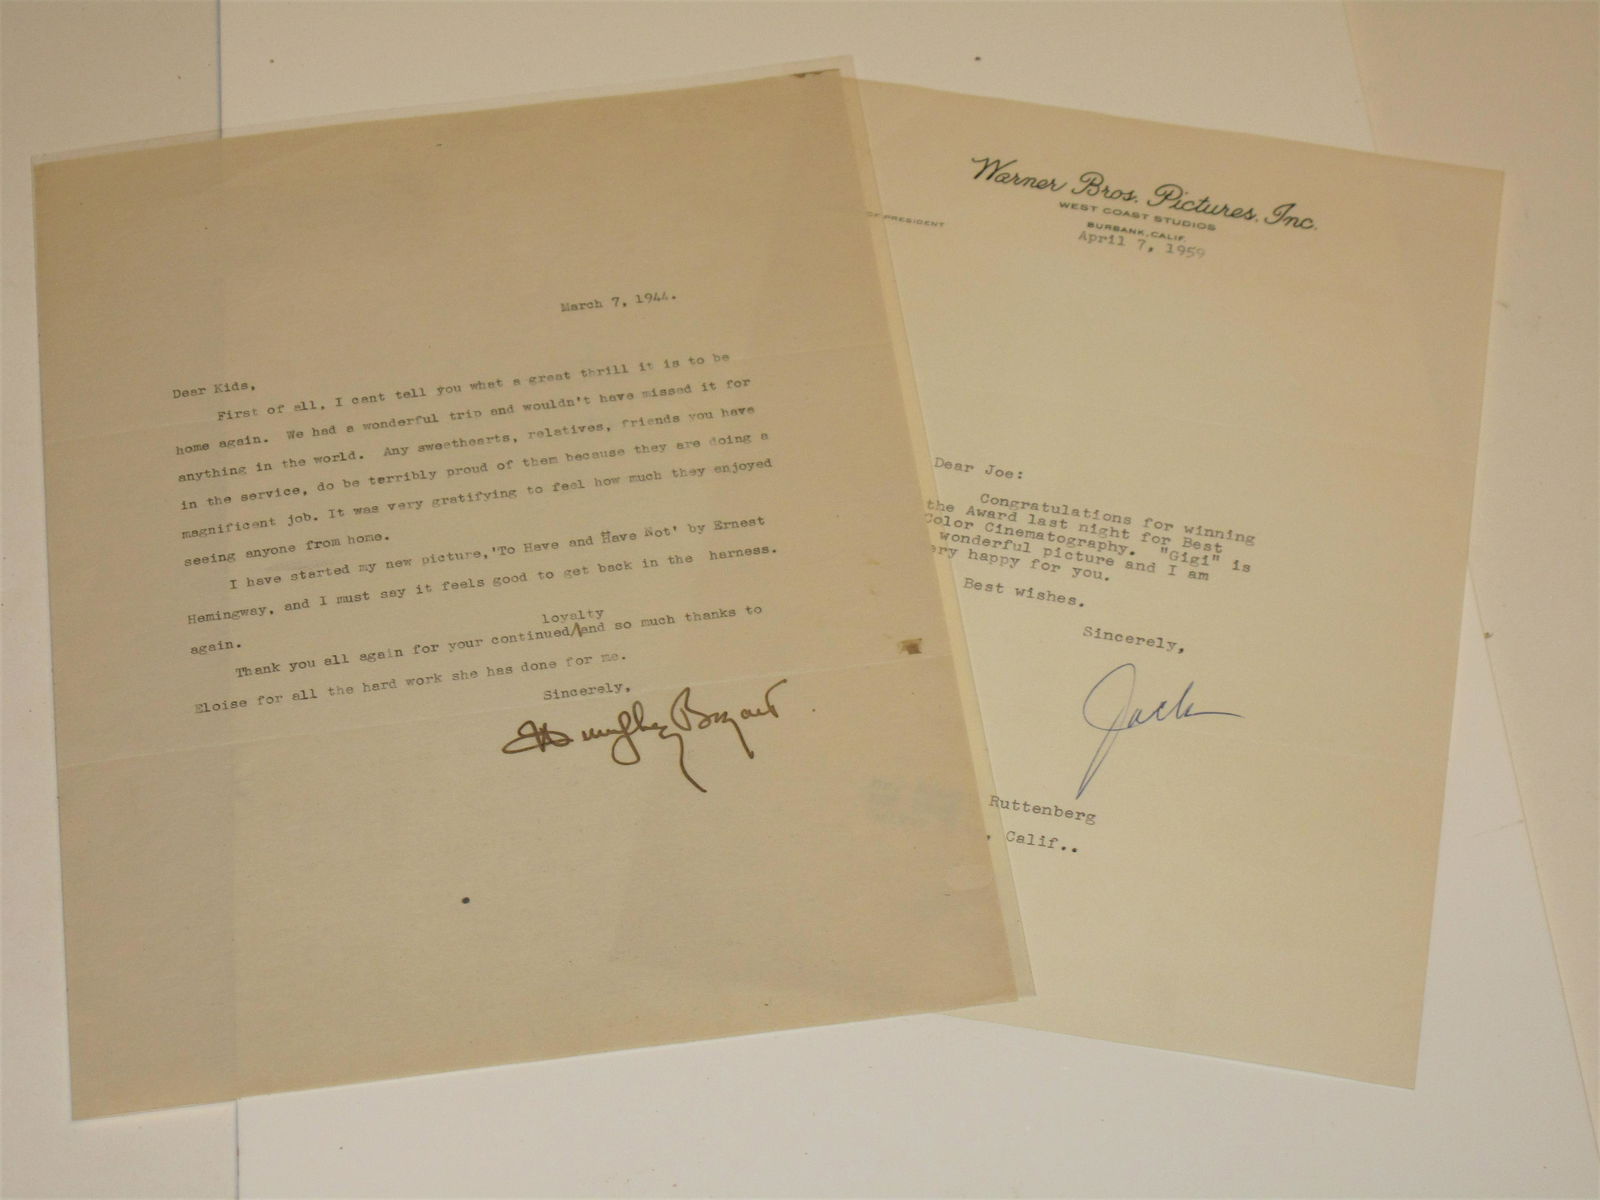 March 7, 1944.
Dear Kids,
First of all, I cant tell you what a great thrill it is to be
home again. We had a wonderful trip and wouldn't have missed it for
anything in the world. Any sweethearts, relatives, friends you have
in the service, do be terribly proud of them because they are doing a
magnificent job. It was very gratifying to feel how much they enjoyed
seeing anyone from home.
I have started my new picture,'To Have and Have Not' by Ernest
Hemingway, and I must say it feels good to get back in the harness.
again.
loyalty
Thank you all again for your continued and so much thanks to
Eloise for all the hard work she has done for me.
Sincerely,
Humphrey Bogart
Warner Bros. Pictures, Inc.
WEST COAST STUDIOS
BURBANK, CALIF.
OF PRESIDENT
April 7, 1959
Dear Joe:
Congratulations for winning
the Award last night for Best
Color Cinematography. "Gigi" is
wonderful picture and I am
ery happy for you.
Best wishes.
Sincerely,
Jack
Ruttenberg
, Calif..